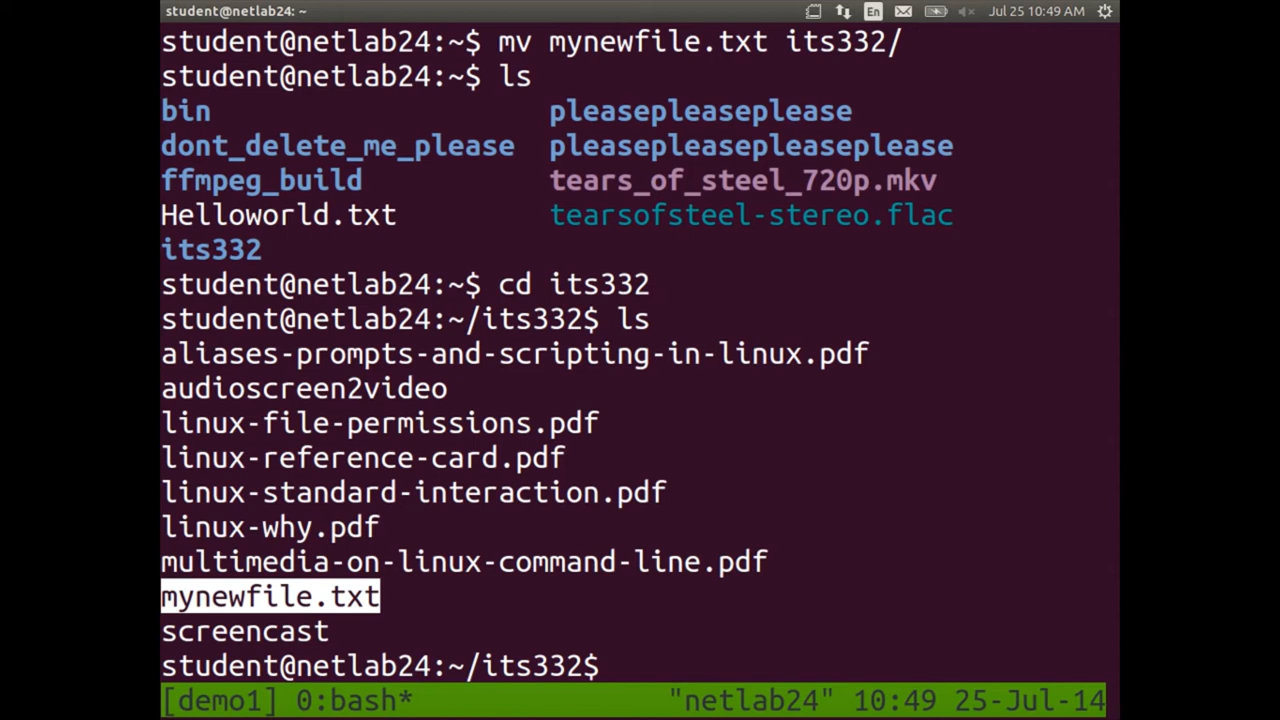 student@netlab24: ~ En Jul 25 10:49 AM
student@netlab24:~$ mv mynewfile.txt its332/
student@netlab24:~$ ls
bin pleasepleaseplease
dont_delete_me_please pleasepleasepleaseplease
ffmpeg_build tears_of_steel_720p.mkv
Helloworld.txt tearsofsteel-stereo.flac
its332
student@netlab24:~$ cd its332
student@netlab24:~/its332$ ls
aliases-prompts-and-scripting-in-linux.pdf
audioscreen2video
linux-file-permissions.pdf
linux-reference-card.pdf
linux-standard-interaction.pdf
linux-why.pdf
multimedia-on-linux-command-line.pdf
mynewfile.txt
screencast
student@netlab24:~/its332$
[demo1] 0:bash* "netlab24" 10:49 25-Jul-14